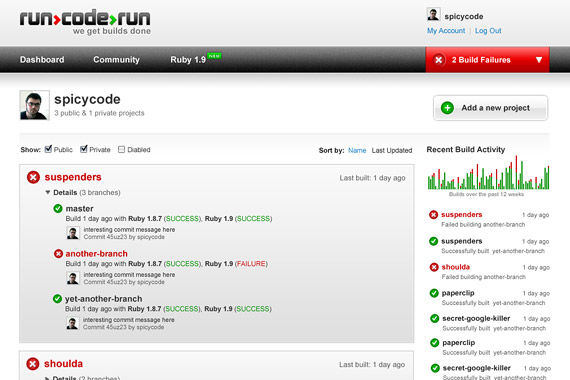 run>code>run
we get builds done
spicycode
My Account | Log Out
Dashboard Community Ruby 1.9 NEW
2 Build Failures
spicycode
3 public & 1 private projects
Add a new project
Show: Public Private Diabled
Sort by: Name Last Updated
suspenders
Last built: 1 day ago
Details (3 branches)
master
Build 1 day ago with Ruby 1.8.7 (SUCCESS), Ruby 1.9 (SUCCESS)
interesting commit message here
Commit 45uz23 by spicycode
another-branch
Build 1 day ago with Ruby 1.8.7 (SUCCESS), Ruby 1.9 (FAILURE)
interesting commit message here
Commit 45uz23 by spicycode
yet-another-branch
Build 1 day ago with Ruby 1.8.7 (SUCCESS), Ruby 1.9 (SUCCESS)
interesting commit message here
Commit 45uz23 by spicycode
shoulda
Last built: 1 day ago
Details (2 branches)
Recent Build Activity
Builds over the past 12 weeks
suspenders 1 day ago
Failed building another-branch
suspenders 1 day ago
Successfully built yet-another-branch
shoulda 1 day ago
Failed building another-branch
paperclip 1 day ago
Successfully built yet-another-branch
secret-google-killer 1 day ago
Successfully built yet-another-branch
paperclip 1 day ago
Successfully built yet-another-branch
secret-google-killer 1 day ago
Successfully built yet-another-branch